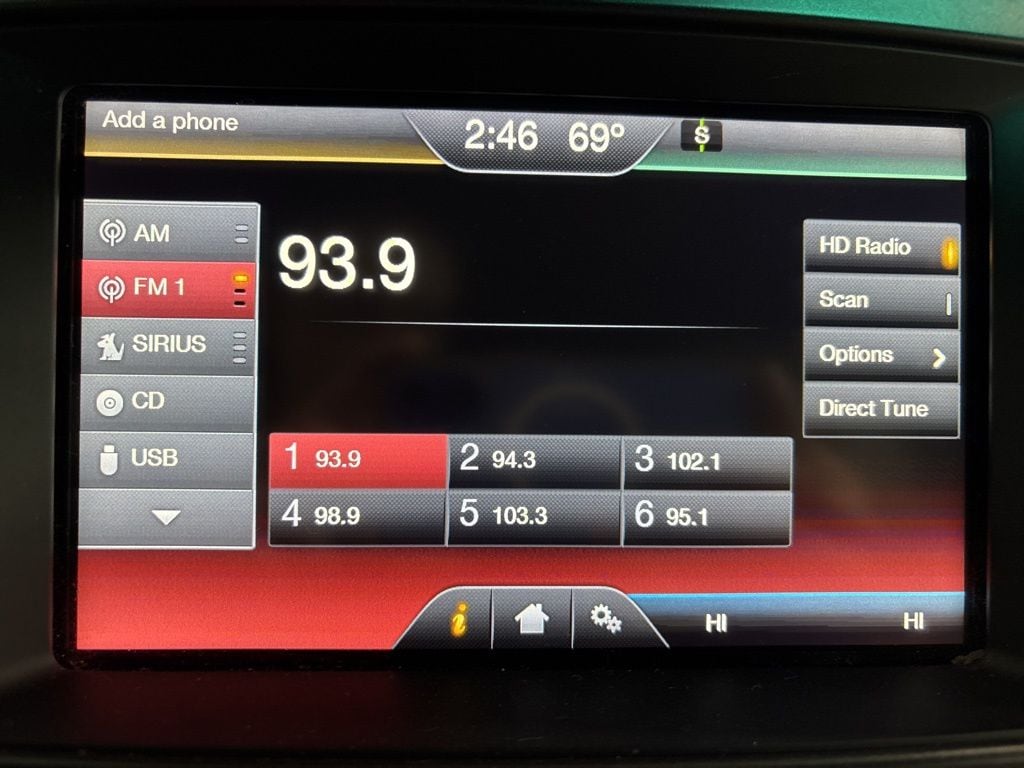 Add a phone
2:46 69º S
AM
FM 1
SIRIUS
CD
USB
93.9
HD Radio
Scan
Options
Direct Tune
1 93.9 2 94.3 3 102.1
4 98.9 5 103.3 6 95.1
i
HI HI